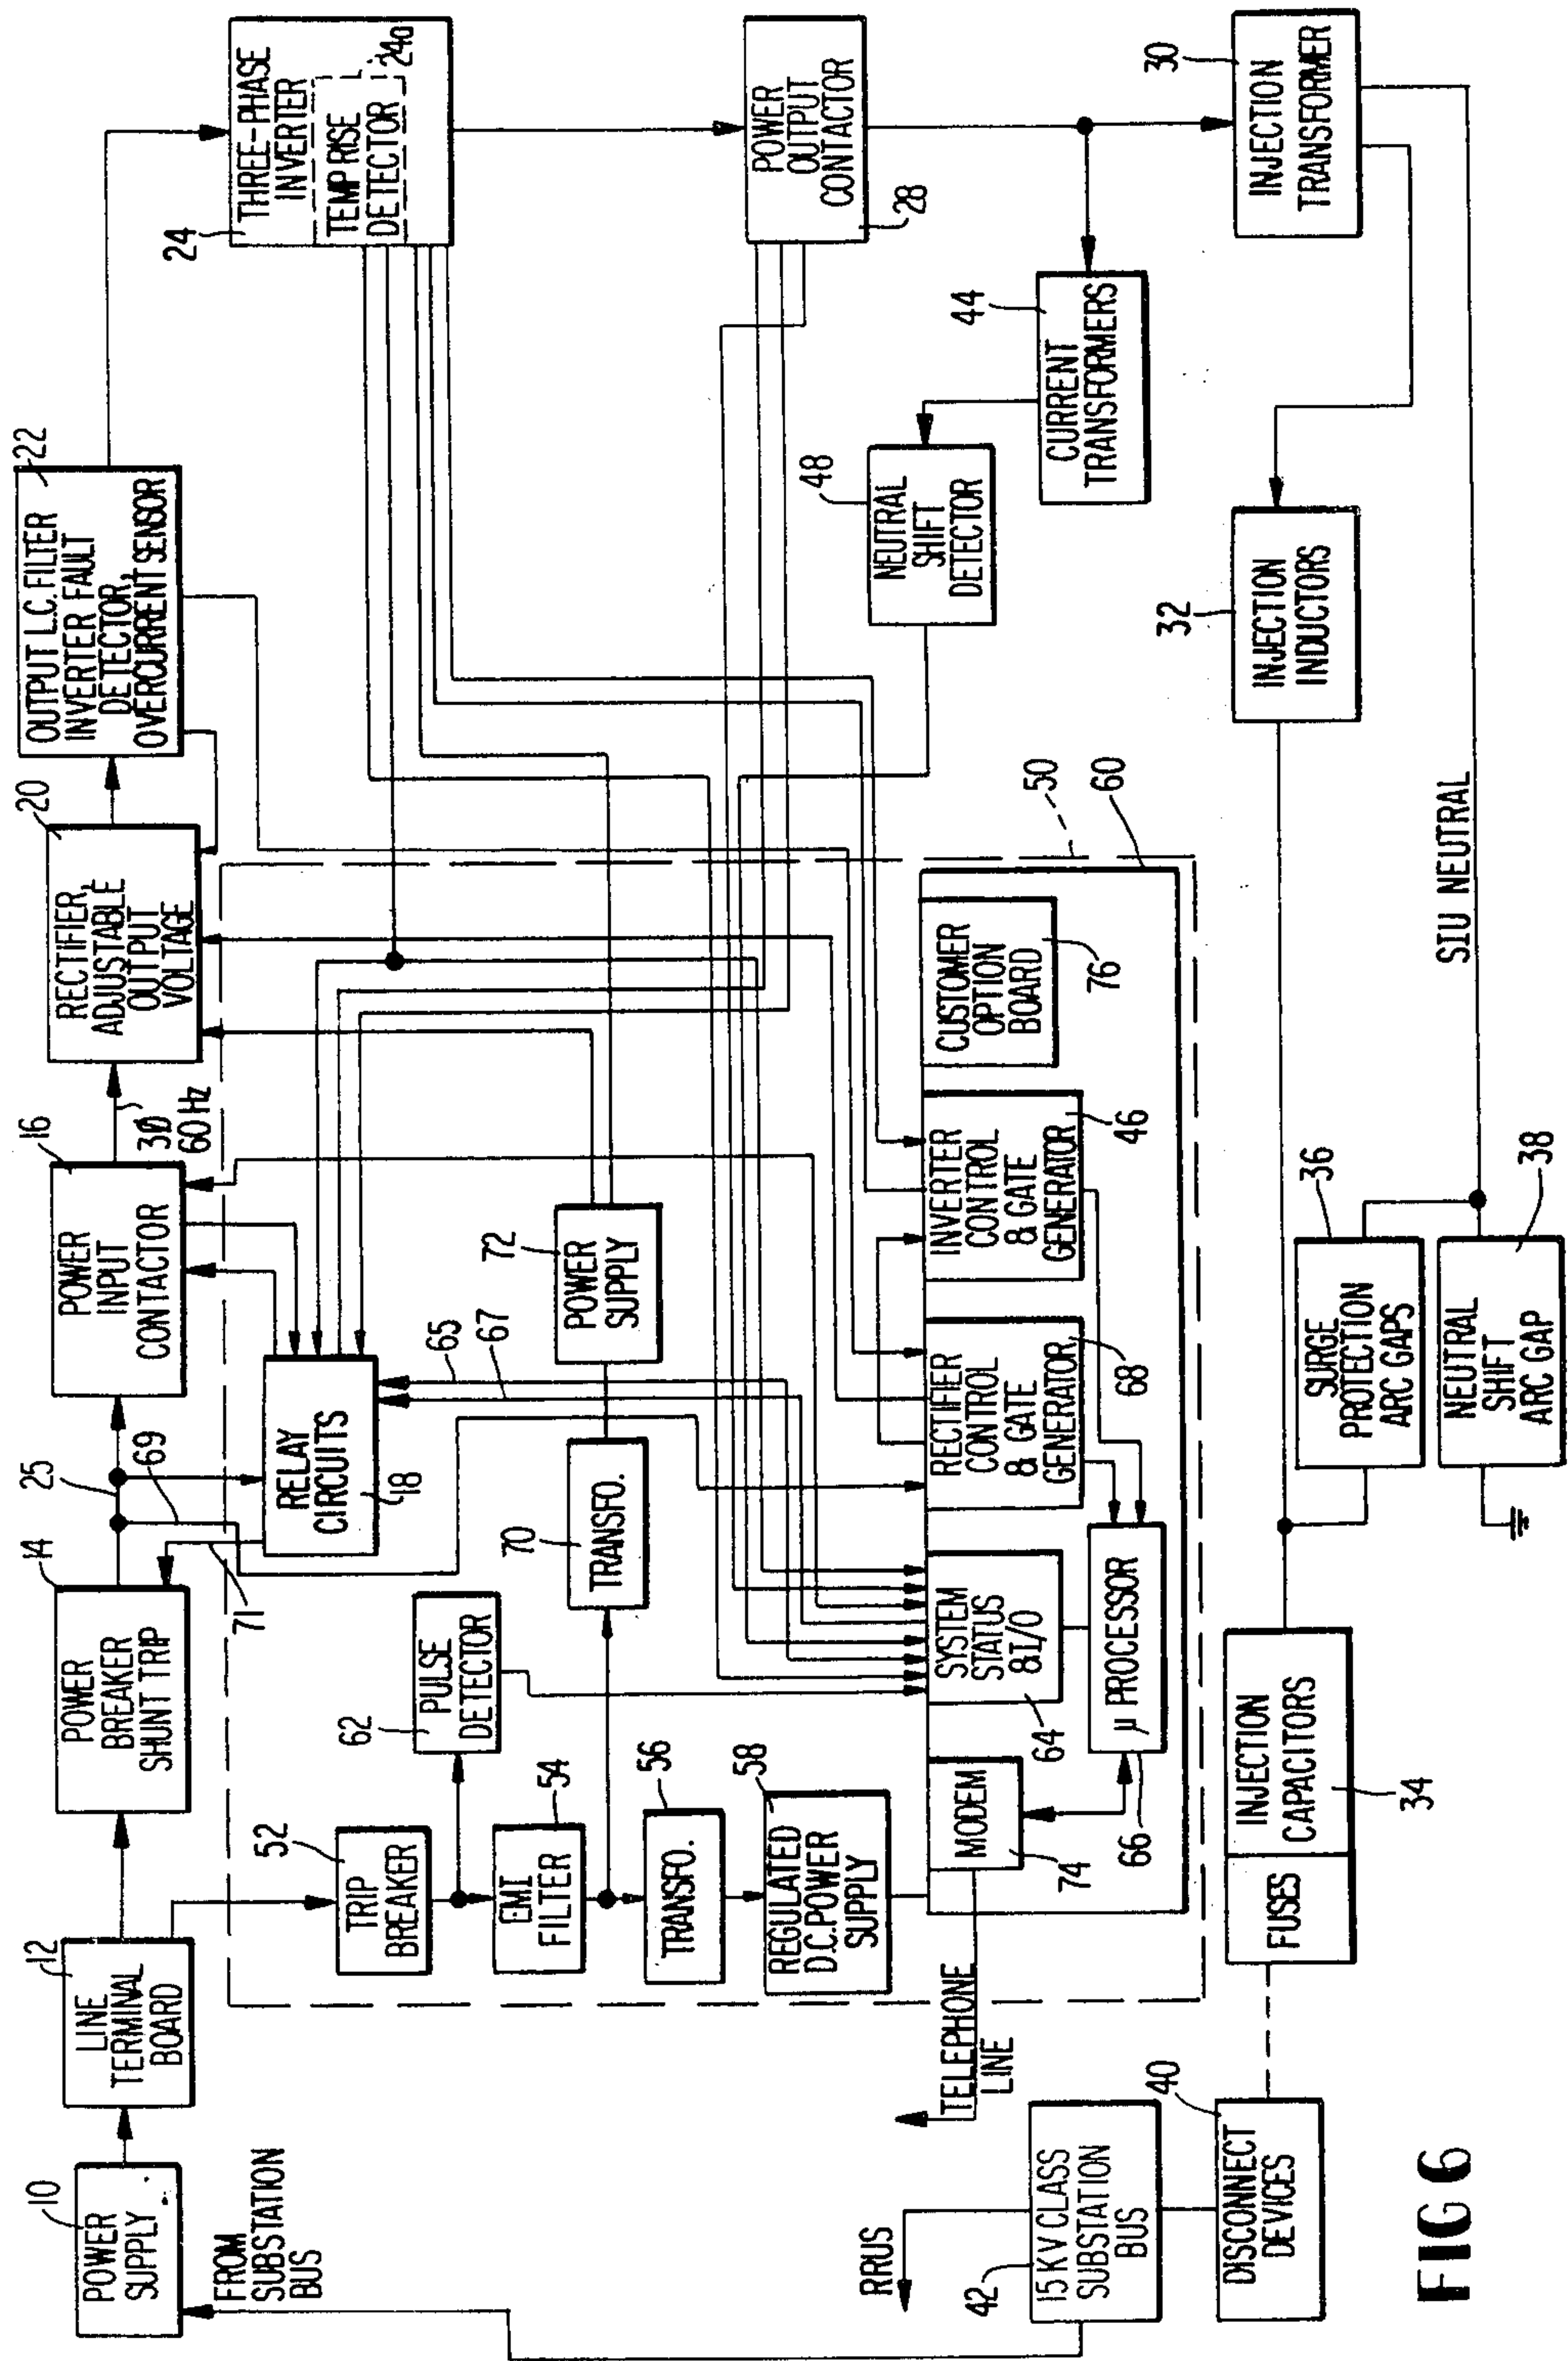 10
POWER
SUPPLY
FROM
SUBSTATION
BUS
12
LINE
TERMINAL
BOARD
14
POWER
BREAKER
SHUNT TRIP
71
25
69
16
POWER
INPUT
CONTACTOR
3Ø
60 Hz
20
RECTIFIER,
ADJUSTABLE
OUTPUT
VOLTAGE
22
OUTPUT L.C. FILTER
INVERTER FAULT
DETECTOR,
OVERCURRENT SENSOR
24
THREE-PHASE
INVERTER
TEMP RISE
DETECTOR
24a
RELAY
CIRCUITS
18
52
TRIP
BREAKER
62
PULSE
DETECTOR
54
EMI
FILTER
70
TRANSFO.
72
POWER
SUPPLY
65
67
56
TRANSFO.
58
REGULATED
D.C. POWER
SUPPLY
POWER
OUTPUT
CONTACTOR
28
48
NEUTRAL
SHIFT
DETECTOR
44
CURRENT
TRANSFORMERS
50
60
TELEPHONE
LINE
MODEM
74
SYSTEM
STATUS
& I/O
64
µ PROCESSOR
66
RECTIFIER
CONTROL
& GATE
GENERATOR
68
INVERTER
CONTROL
& GATE
GENERATOR
46
CUSTOMER
OPTION
BOARD
76
30
INJECTION
TRANSFORMER
32
INJECTION
INDUCTORS
SIU NEUTRAL
RRUS
42
15 KV CLASS
SUBSTATION
BUS
40
DISCONNECT
DEVICES
FUSES
INJECTION
CAPACITORS
34
36
SURGE
PROTECTION
ARC GAPS
38
NEUTRAL
SHIFT
ARC GAP
FIG 6